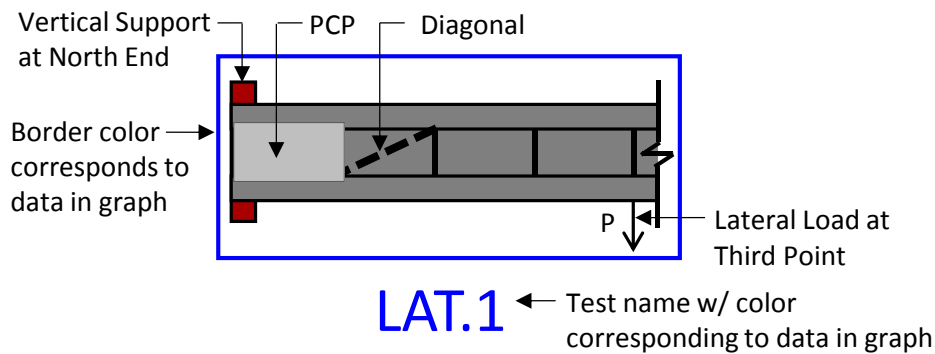 Vertical Support
at North End
PCP
Diagonal
Border color
corresponds to
data in graph
P
Lateral Load at
Third Point
LAT.1
Test name w/ color
corresponding to data in graph